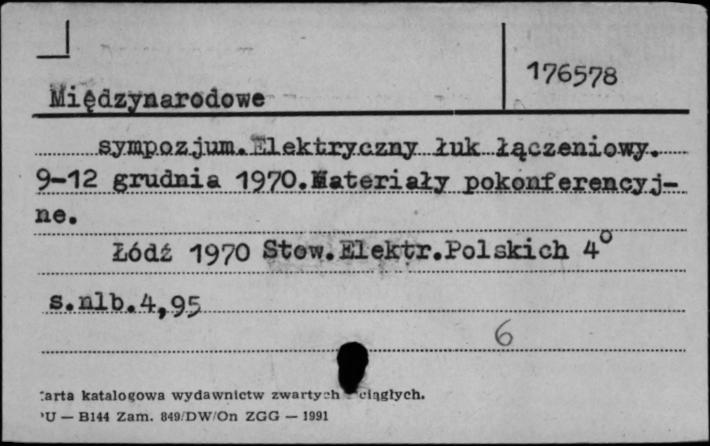 176578
Międzynarodowe
sympozjum.Elektryczny łuk łączeniowy.
9-12 grudnia 1970.Materiały pokonferencyj-
ne.
Łódź 1970 Stow.Elektr.Polskich 4°
s.nlb.4,95
6
arta katalogowa wydawnictw zwartych ciągłych.
U — B144 Zam. 849/DW/On ZGG — 1991